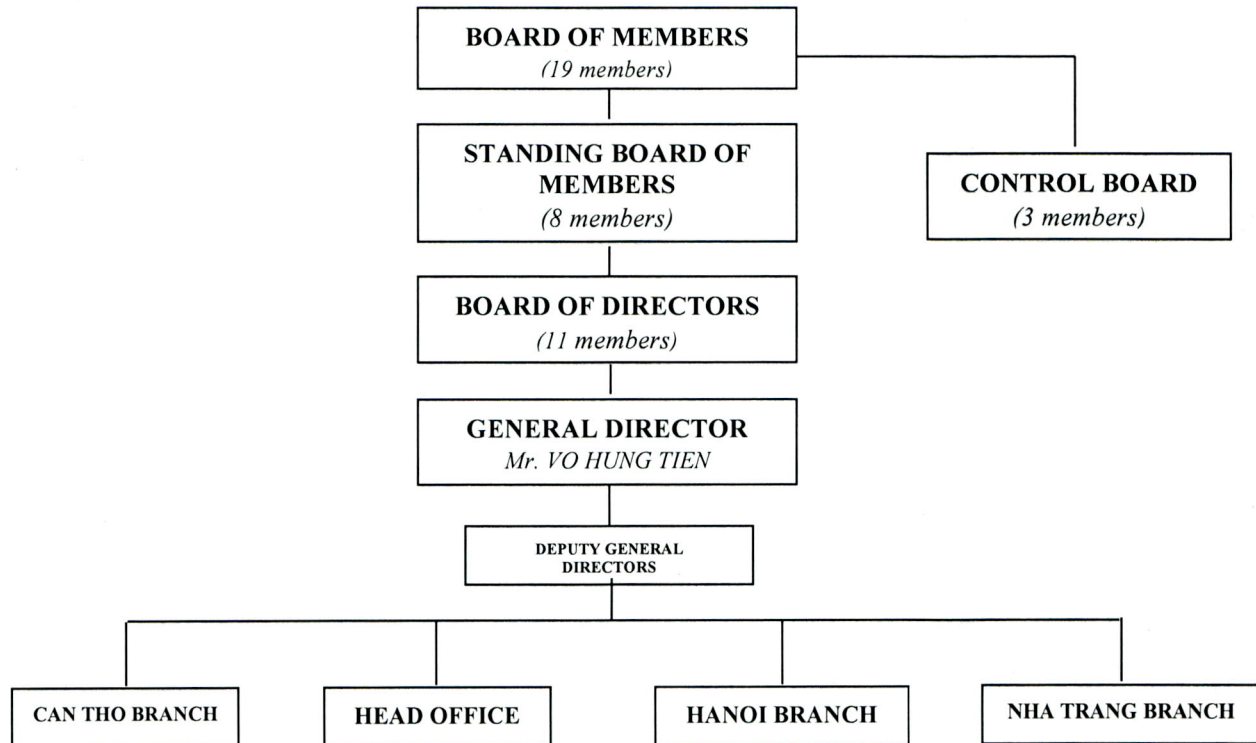 BOARD OF MEMBERS
(19 members)
STANDING BOARD OF
MEMBERS
(8 members)
CONTROL BOARD
(3 members)
BOARD OF DIRECTORS
(11 members)
GENERAL DIRECTOR
Mr. VO HUNG TIEN
DEPUTY GENERAL
DIRECTORS
CAN THO BRANCH
HEAD OFFICE
HANOI BRANCH
NHA TRANG BRANCH